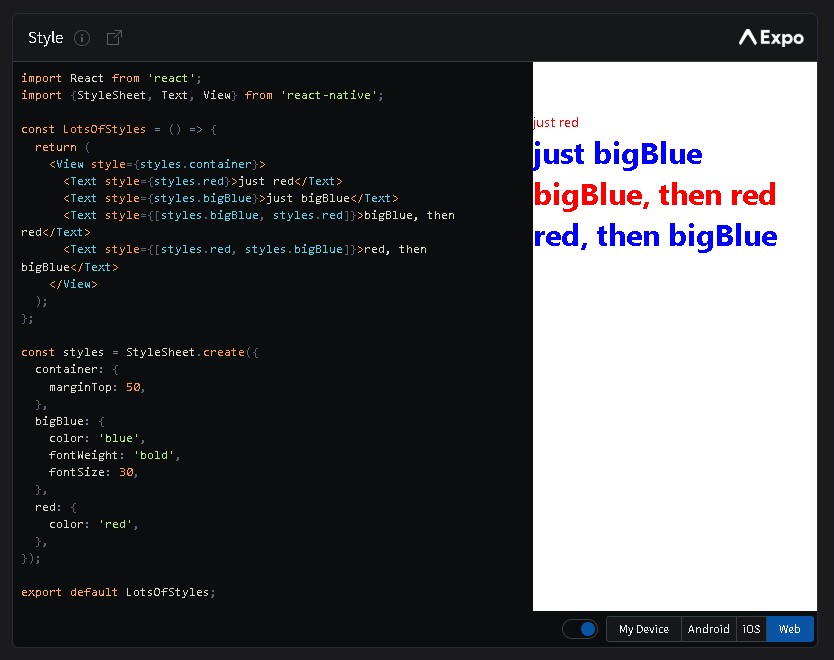 Style
Expo
import React from 'react';
import {StyleSheet, Text, View} from 'react-native';
const LotsOfStyles = () => {
  return (
    <View style={styles.container}>
      <Text style={styles.red}>just red</Text>
      <Text style={styles.bigBlue}>just bigBlue</Text>
      <Text style={[styles.bigBlue, styles.red]}>bigBlue, then
red</Text>
      <Text style={[styles.red, styles.bigBlue]}>red, then
bigBlue</Text>
    </View>
  );
};
const styles = StyleSheet.create({
  container: {
    marginTop: 50,
  },
  bigBlue: {
    color: 'blue',
    fontWeight: 'bold',
    fontSize: 30,
  },
  red: {
    color: 'red',
  },
});
export default LotsOfStyles;
just red
just bigBlue
bigBlue, then red
red, then bigBlue
My Device
Android
iOS
Web